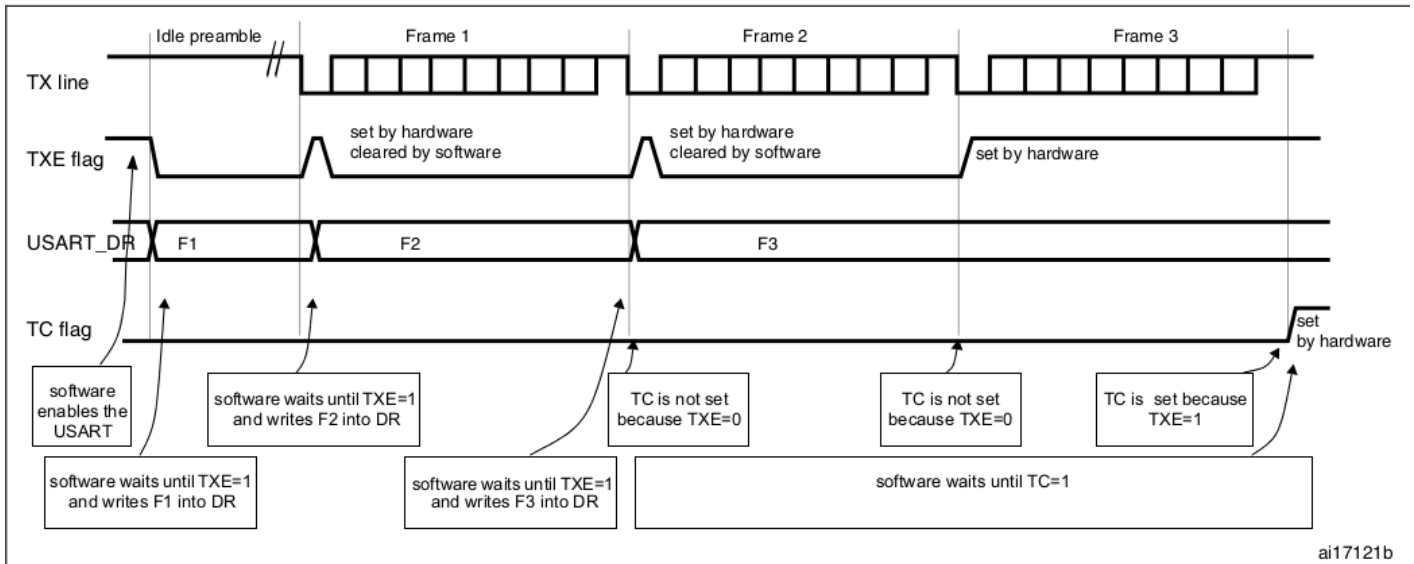 Idle preamble
Frame 1
Frame 2
Frame 3
TX line
TXE flag
set by hardware
cleared by software
set by hardware
cleared by software
set by hardware
USART_DR
F1
F2
F3
TC flag
set
by hardware
software
enables the
USART
software waits until TXE=1
and writes F2 into DR
TC is not set
because TXE=0
TC is not set
because TXE=0
TC is set because
TXE=1
software waits until TXE=1
and writes F1 into DR
software waits until TXE=1
and writes F3 into DR
software waits until TC=1
ai17121b